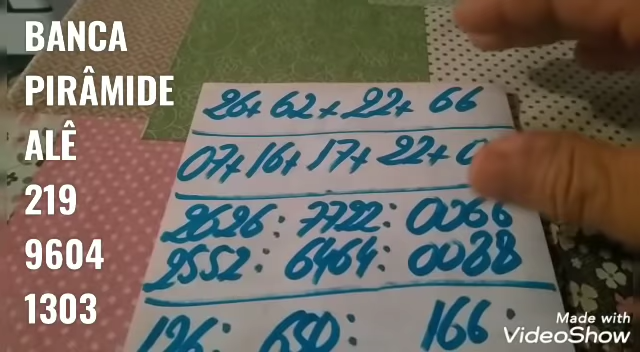 BANCA
PIRÂMIDE
ALÊ
219
9604
1303
26+ 62+ 22+ 66
07+ 16+ 17+ 22+
2626: 7722: 0066
2552: 6464: 0088
126: 650: 166:
Made with
VideoShow